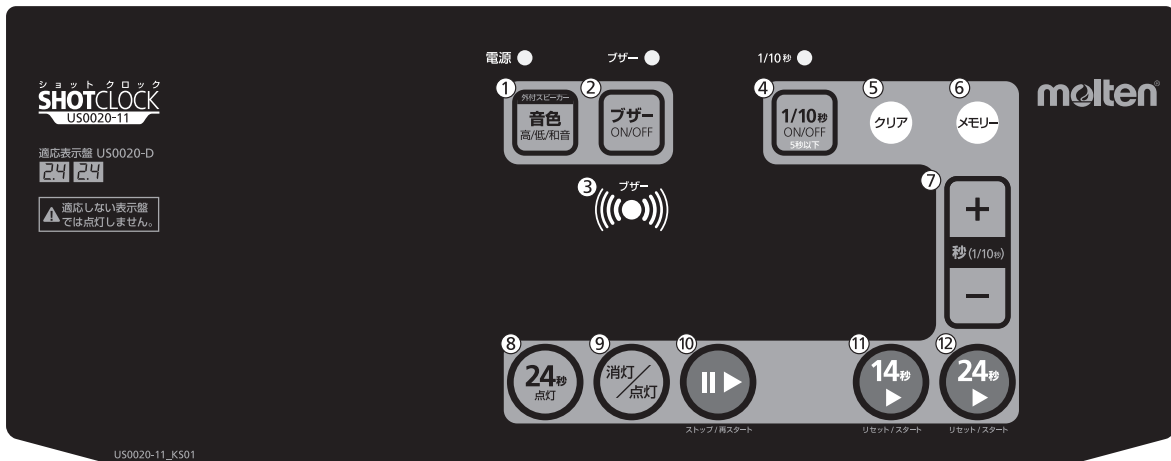 電源
ブザー
1/10秒
ショット クロック
SHOTCLOCK
US0020-11
適応表示盤 US0020-D
2.4 2.4
適応しない表示盤
では点灯しません。
①
外付スピーカー
音色
高/低/和音
②
ブザー
ON/OFF
③
ブザー
④
1/10秒
ON/OFF
5秒以下
⑤
クリア
⑥
メモリー
molten
⑦
+
秒(1/10秒)
−
⑧
24秒
点灯
⑨
消灯/点灯
⑩
ストップ/再スタート
⑪
14秒
リセット/スタート
⑫
24秒
リセット/スタート
US0020-11_KS01